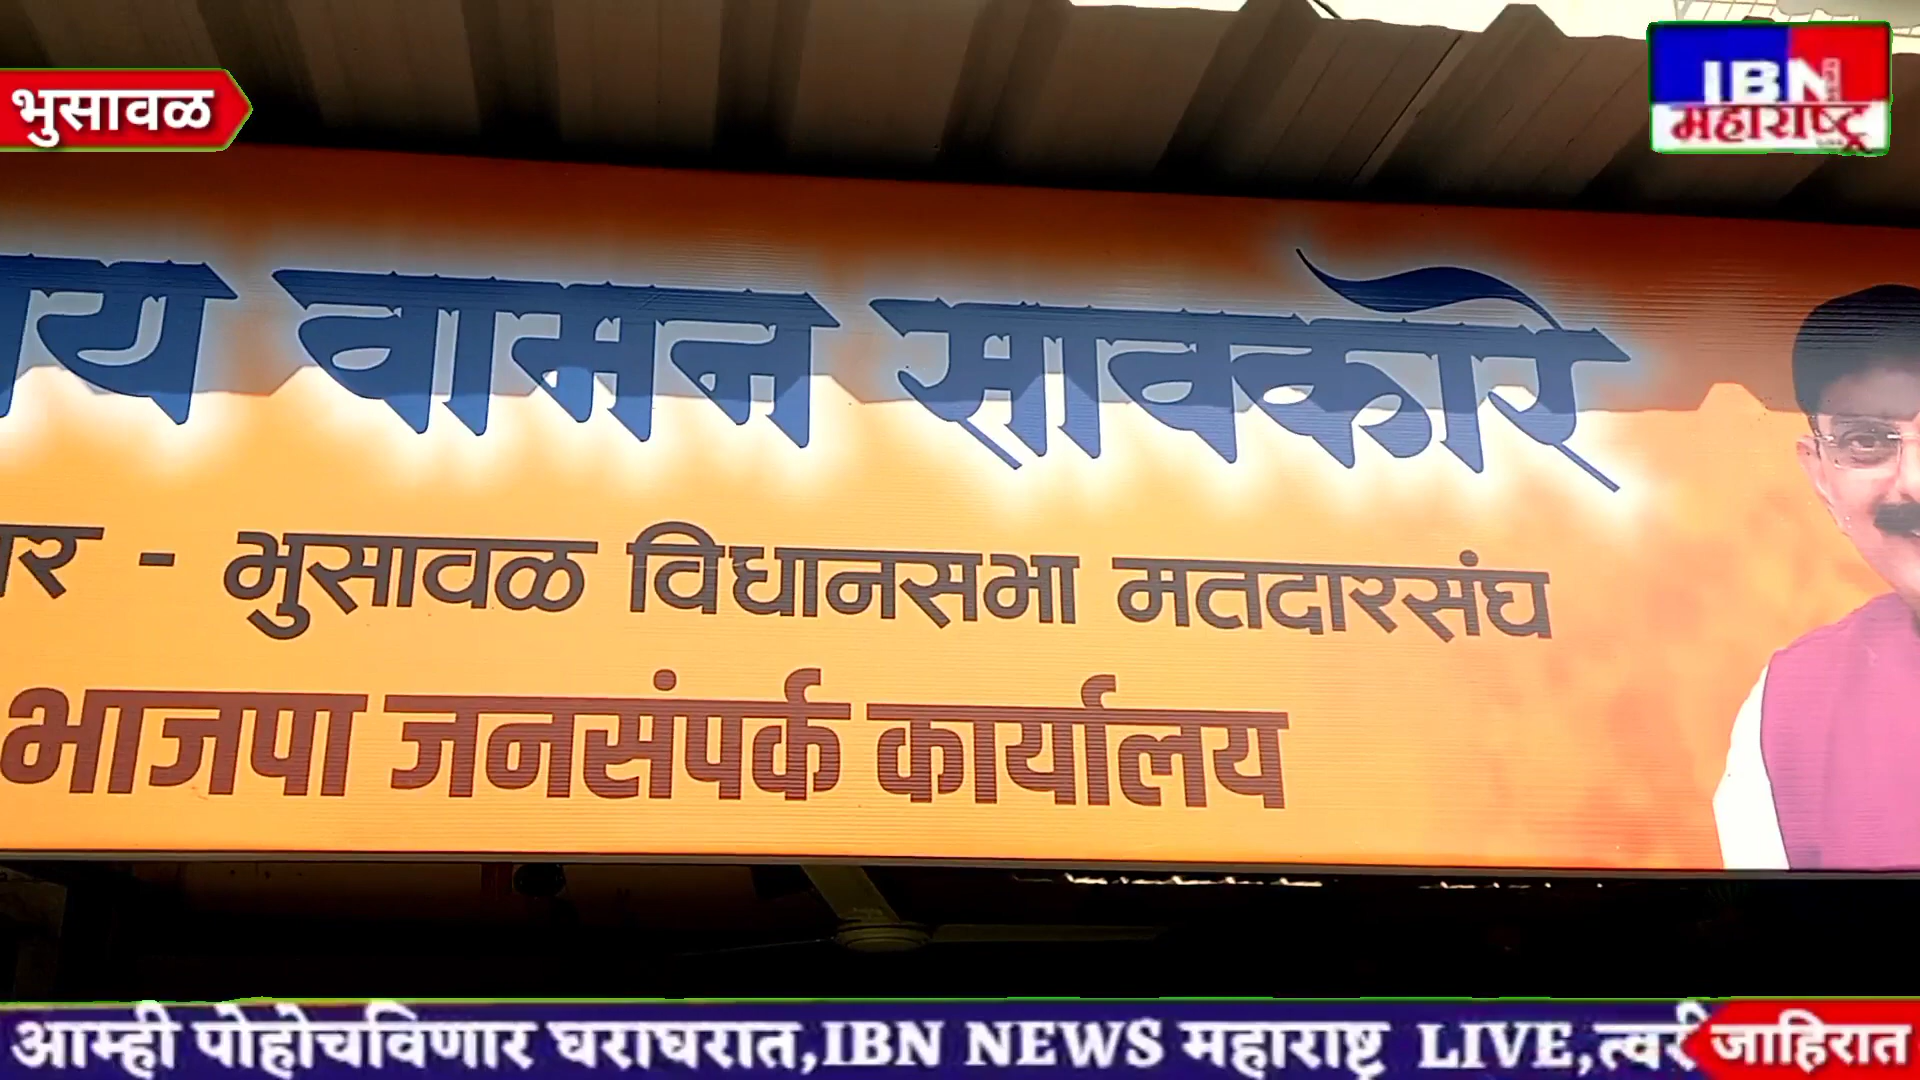 भुसावळ
IBN
महाराष्ट्र
य वामन सावकारे
र - भुसावळ विधानसभा मतदारसंघ
भाजपा जनसंपर्क कार्यालय
आम्ही पोहोचविणार घराघरात,IBN NEWS महाराष्ट्र LIVE,त्वरी जाहिरात